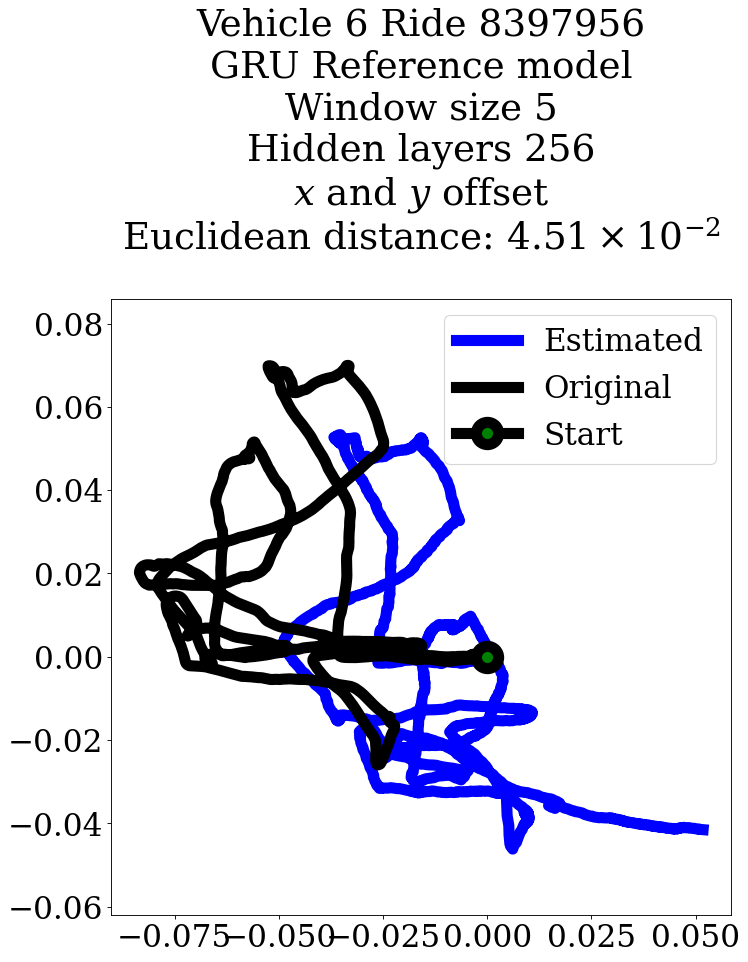 Vehicle 6 Ride 8397956
GRU Reference model
Window size 5
Hidden layers 256
x and y offset
Euclidean distance: 4.51 × 10⁻²
Estimated
Original
Start
0.08
0.06
0.04
0.02
0.00
−0.02
−0.04
−0.06
−0.075 −0.050 −0.025 0.000 0.025 0.050